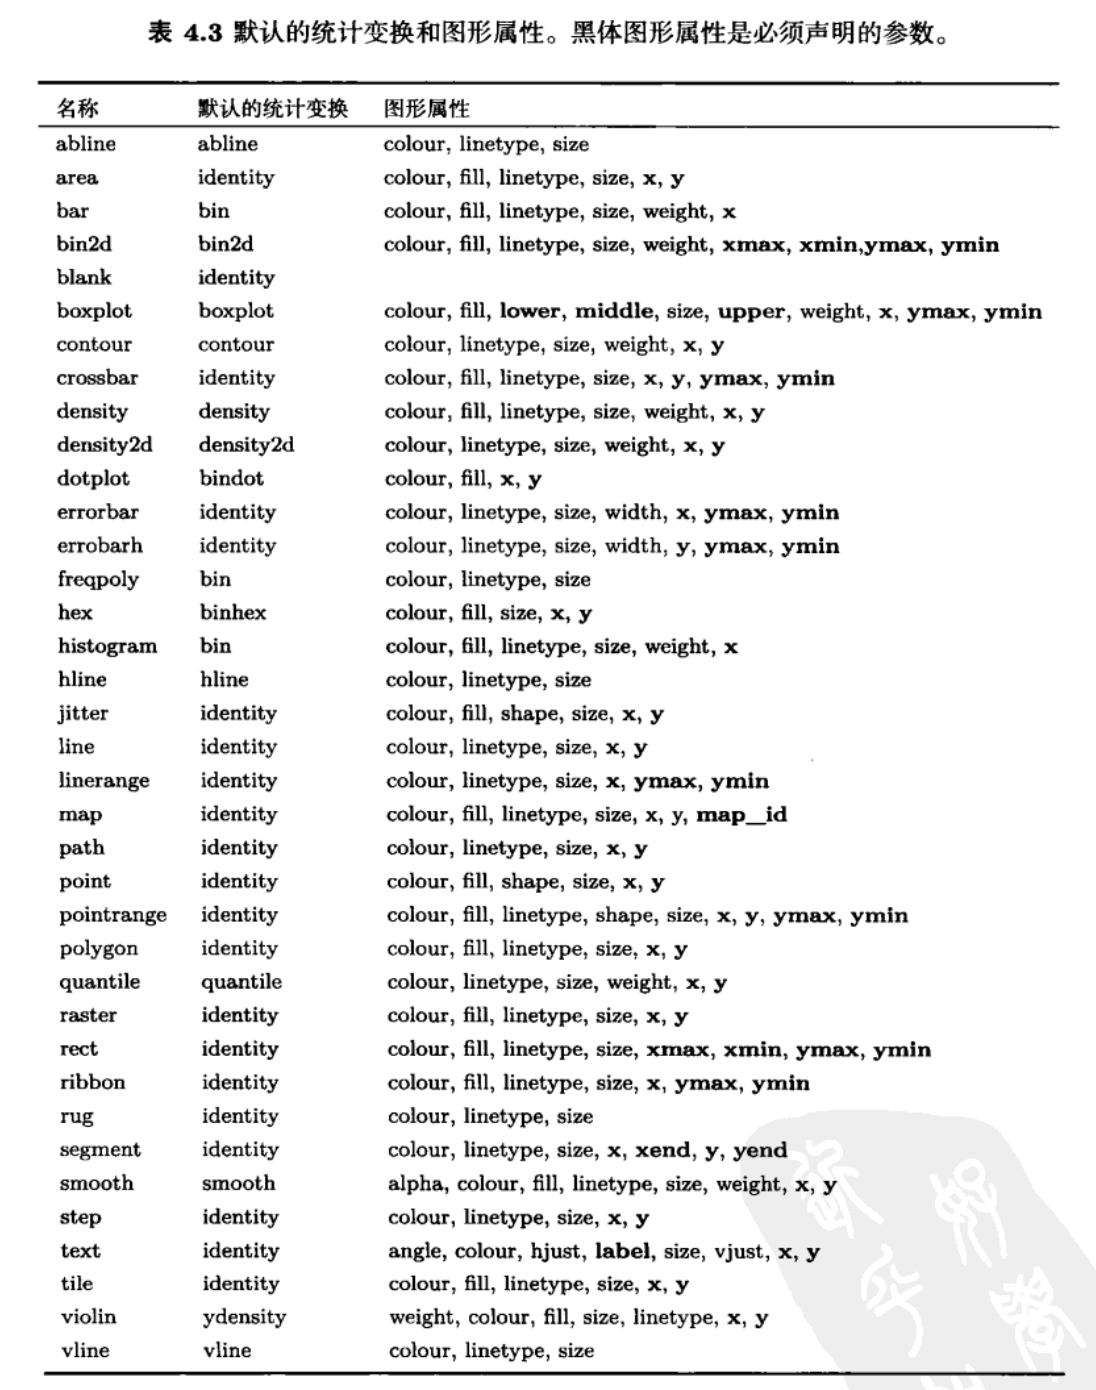 表 4.3 默认的统计变换和图形属性。黑体图形属性是必须声明的参数。
名称 默认的统计变换 图形属性
abline abline colour, linetype, size
area identity colour, fill, linetype, size, x, y
bar bin colour, fill, linetype, size, weight, x
bin2d bin2d colour, fill, linetype, size, weight, xmax, xmin,ymax, ymin
blank identity
boxplot boxplot colour, fill, lower, middle, size, upper, weight, x, ymax, ymin
contour contour colour, linetype, size, weight, x, y
crossbar identity colour, fill, linetype, size, x, y, ymax, ymin
density density colour, fill, linetype, size, weight, x, y
density2d density2d colour, linetype, size, weight, x, y
dotplot bindot colour, fill, x, y
errorbar identity colour, linetype, size, width, x, ymax, ymin
errobarh identity colour, linetype, size, width, y, ymax, ymin
freqpoly bin colour, linetype, size
hex binhex colour, fill, size, x, y
histogram bin colour, fill, linetype, size, weight, x
hline hline colour, linetype, size
jitter identity colour, fill, shape, size, x, y
line identity colour, linetype, size, x, y
linerange identity colour, linetype, size, x, ymax, ymin
map identity colour, fill, linetype, size, x, y, map_id
path identity colour, linetype, size, x, y
point identity colour, fill, shape, size, x, y
pointrange identity colour, fill, linetype, shape, size, x, y, ymax, ymin
polygon identity colour, fill, linetype, size, x, y
quantile quantile colour, linetype, size, weight, x, y
raster identity colour, fill, linetype, size, x, y
rect identity colour, fill, linetype, size, xmax, xmin, ymax, ymin
ribbon identity colour, fill, linetype, size, x, ymax, ymin
rug identity colour, linetype, size
segment identity colour, linetype, size, x, xend, y, yend
smooth smooth alpha, colour, fill, linetype, size, weight, x, y
step identity colour, linetype, size, x, y
text identity angle, colour, hjust, label, size, vjust, x, y
tile identity colour, fill, linetype, size, x, y
violin ydensity weight, colour, fill, size, linetype, x, y
vline vline colour, linetype, size